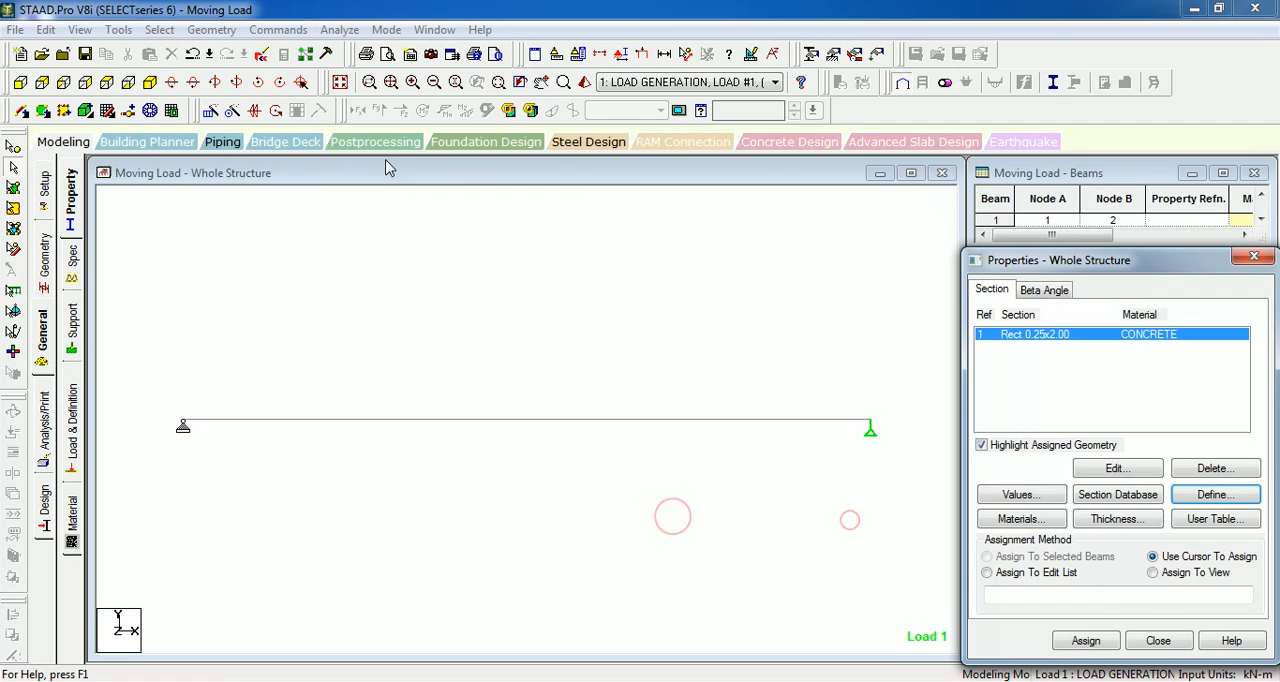 STAAD.Pro V8i (SELECTseries 6) - Moving Load
File Edit View Tools Select Geometry Commands Analyze Mode Window Help
1: LOAD GENERATION, LOAD #1, (
Modeling Building Planner Piping Bridge Deck Postprocessing Foundation Design Steel Design RAM Connection Concrete Design Advanced Slab Design Earthquake
Setup
Geometry
General
Analysis/Print
Design
Property
Spec
Support
Load & Definition
Material
Moving Load - Whole Structure
Load 1
Y
Z X
Moving Load - Beams
Beam Node A Node B Property Refn. M
1 1 2
Properties - Whole Structure
Section Beta Angle
Ref Section Material
1 Rect 0.25x2.00 CONCRETE
Highlight Assigned Geometry
Edit... Delete...
Values... Section Database Define...
Materials... Thickness... User Table...
Assignment Method
Assign To Selected Beams Use Cursor To Assign
Assign To Edit List Assign To View
Assign Close Help
For Help, press F1
Modeling Mo Load 1 : LOAD GENERATION Input Units: kN-m